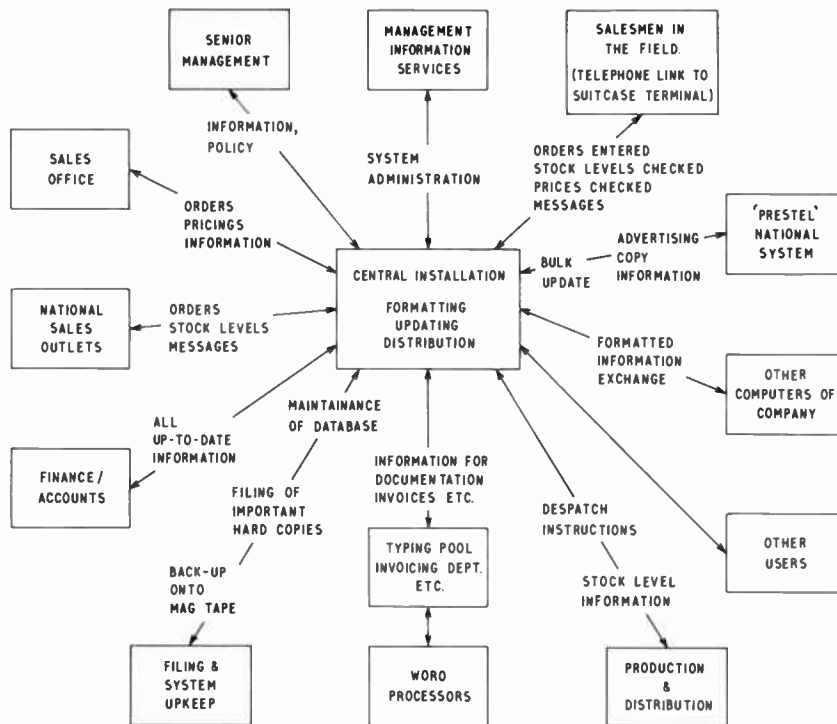 SENIOR
MANAGEMENT
MANAGEMENT
INFORMATION
SERVICES
SALESMEN IN
THE FIELD.
(TELEPHONE LINK TO
SUITCASE TERMINAL)
INFORMATION,
POLICY
SYSTEM
ADMINISTRATION
ORDERS ENTERED
STOCK LEVELS CHECKED
PRICES CHECKED
MESSAGES
SALES
OFFICE
ORDERS
PRICINGS
INFORMATION
'PRESTEL'
NATIONAL
SYSTEM
ADVERTISING
COPY
INFORMATION
BULK
UPDATE
CENTRAL INSTALLATION
FORMATTING
UPDATING
DISTRIBUTION
NATIONAL
SALES
OUTLETS
ORDERS
STOCK LEVELS
MESSAGES
FORMATTED
INFORMATION
EXCHANGE
OTHER
COMPUTERS OF
COMPANY
ALL
UP-TO-DATE
INFORMATION
FINANCE/
ACCOUNTS
MAINTAINANCE
OF DATABASE
FILING OF
IMPORTANT
HARD COPIES
BACK-UP
ONTO
MAG TAPE
FILING &
SYSTEM
UPKEEP
INFORMATION FOR
DOCUMENTATION
INVOICES ETC.
TYPING POOL
INVOICING DEPT.
ETC.
WORD
PROCESSORS
DESPATCH
INSTRUCTIONS
STOCK LEVEL
INFORMATION
PRODUCTION
&
DISTRIBUTION
OTHER
USERS